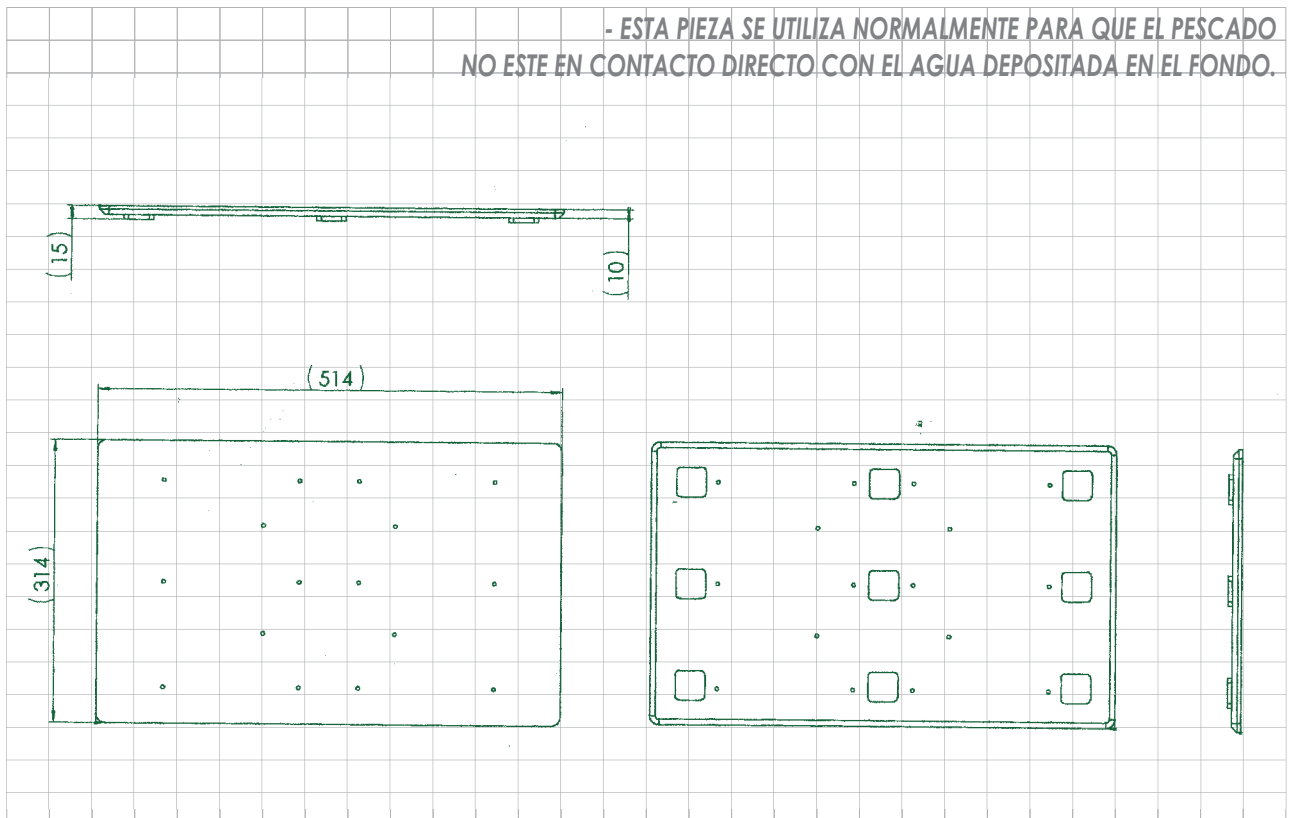 - ESTA PIEZA SE UTILIZA NORMALMENTE PARA QUE EL PESCADO
NO ESTE EN CONTACTO DIRECTO CON EL AGUA DEPOSITADA EN EL FONDO.
(15)
(10)
(514)
(314)